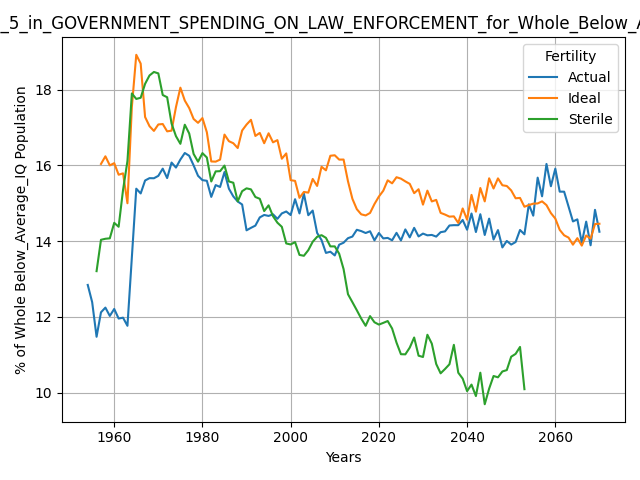 _5_in_GOVERNMENT_SPENDING_ON_LAW_ENFORCEMENT_for_Whole_Below_A
Fertility
Actual
Ideal
Sterile
% of Whole Below_Average_IQ Population
18
16
14
12
10
1960
1980
2000
2020
2040
2060
Years